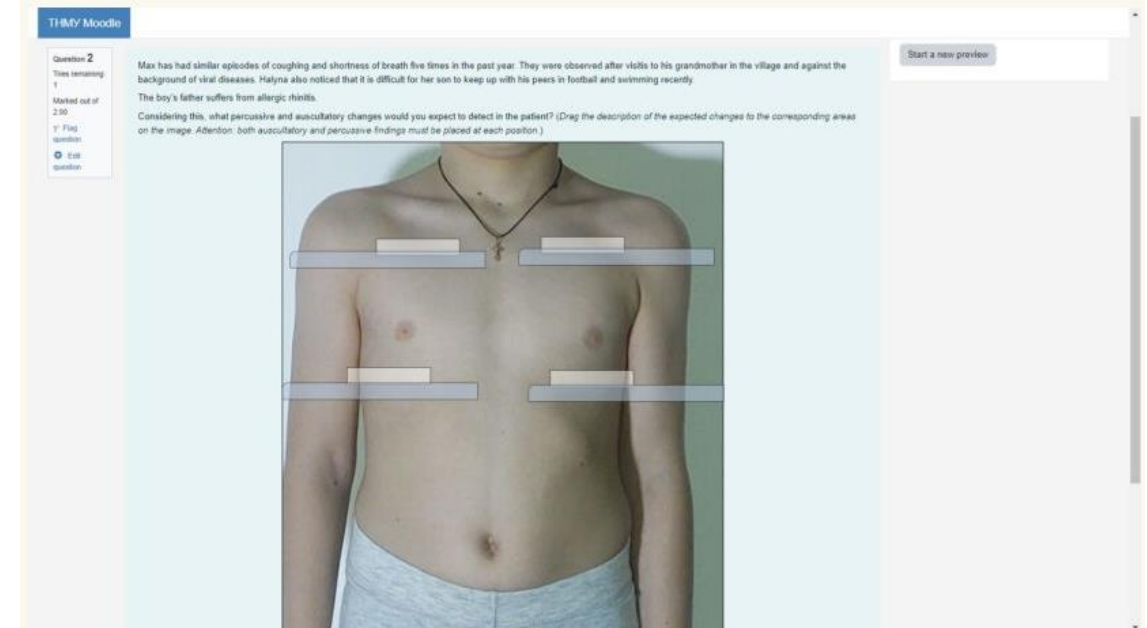 ТНМУ Moodle
Question 2
Tries remaining:
1
Marked out of
2.00
Flag
question
Edit
question
Max has had similar episodes of coughing and shortness of breath five times in the past year. They were observed after visits to his grandmother in the village and against the
background of viral diseases. Halyna also noticed that it is difficult for her son to keep up with his peers in football and swimming recently.
The boy's father suffers from allergic rhinitis.
Considering this, what percussive and auscultatory changes would you expect to detect in the patient? (Drag the description of the expected changes to the corresponding areas
on the image. Attention: both auscultatory and percussive findings must be placed at each position.)
Start a new preview